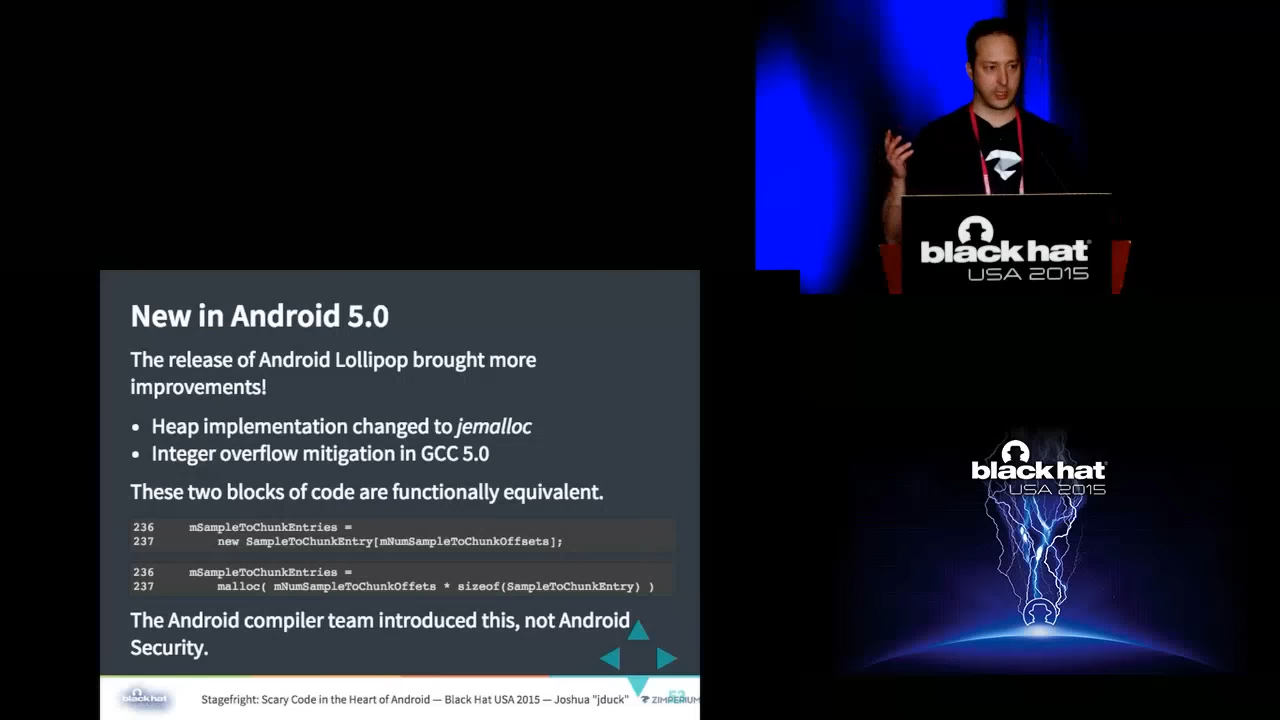 black hat
USA 2015
New in Android 5.0
The release of Android Lollipop brought more
improvements!
• Heap implementation changed to jemalloc
• Integer overflow mitigation in GCC 5.0
These two blocks of code are functionally equivalent.
236 mSampleToChunkEntries =
237 new SampleToChunkEntry[mNumSampleToChunkOffsets];
236 mSampleToChunkEntries =
237 malloc( mNumSampleToChunkOffets * sizeof(SampleToChunkEntry) )
The Android compiler team introduced this, not Android
Security.
black hat
Stagefright: Scary Code in the Heart of Android — Black Hat USA 2015 — Joshua "jduck"
ZIMPERIUM
black hat
USA 2015